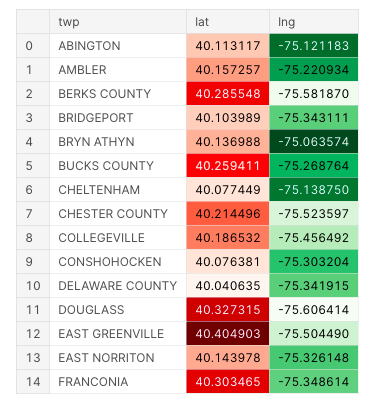 twp lat lng
0 ABINGTON 40.113117 -75.121183
1 AMBLER 40.157257 -75.220934
2 BERKS COUNTY 40.285548 -75.581870
3 BRIDGEPORT 40.103989 -75.343111
4 BRYN ATHYN 40.136988 -75.063574
5 BUCKS COUNTY 40.259411 -75.268764
6 CHELTENHAM 40.077449 -75.138750
7 CHESTER COUNTY 40.214496 -75.523597
8 COLLEGEVILLE 40.186532 -75.456492
9 CONSHOHOCKEN 40.076381 -75.303204
10 DELAWARE COUNTY 40.040635 -75.341915
11 DOUGLASS 40.327315 -75.606414
12 EAST GREENVILLE 40.404903 -75.504490
13 EAST NORRITON 40.143978 -75.326148
14 FRANCONIA 40.303465 -75.348614